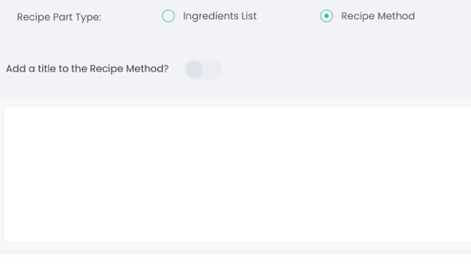 Recipe Part Type: Ingredients List Recipe Method
Add a title to the Recipe Method?